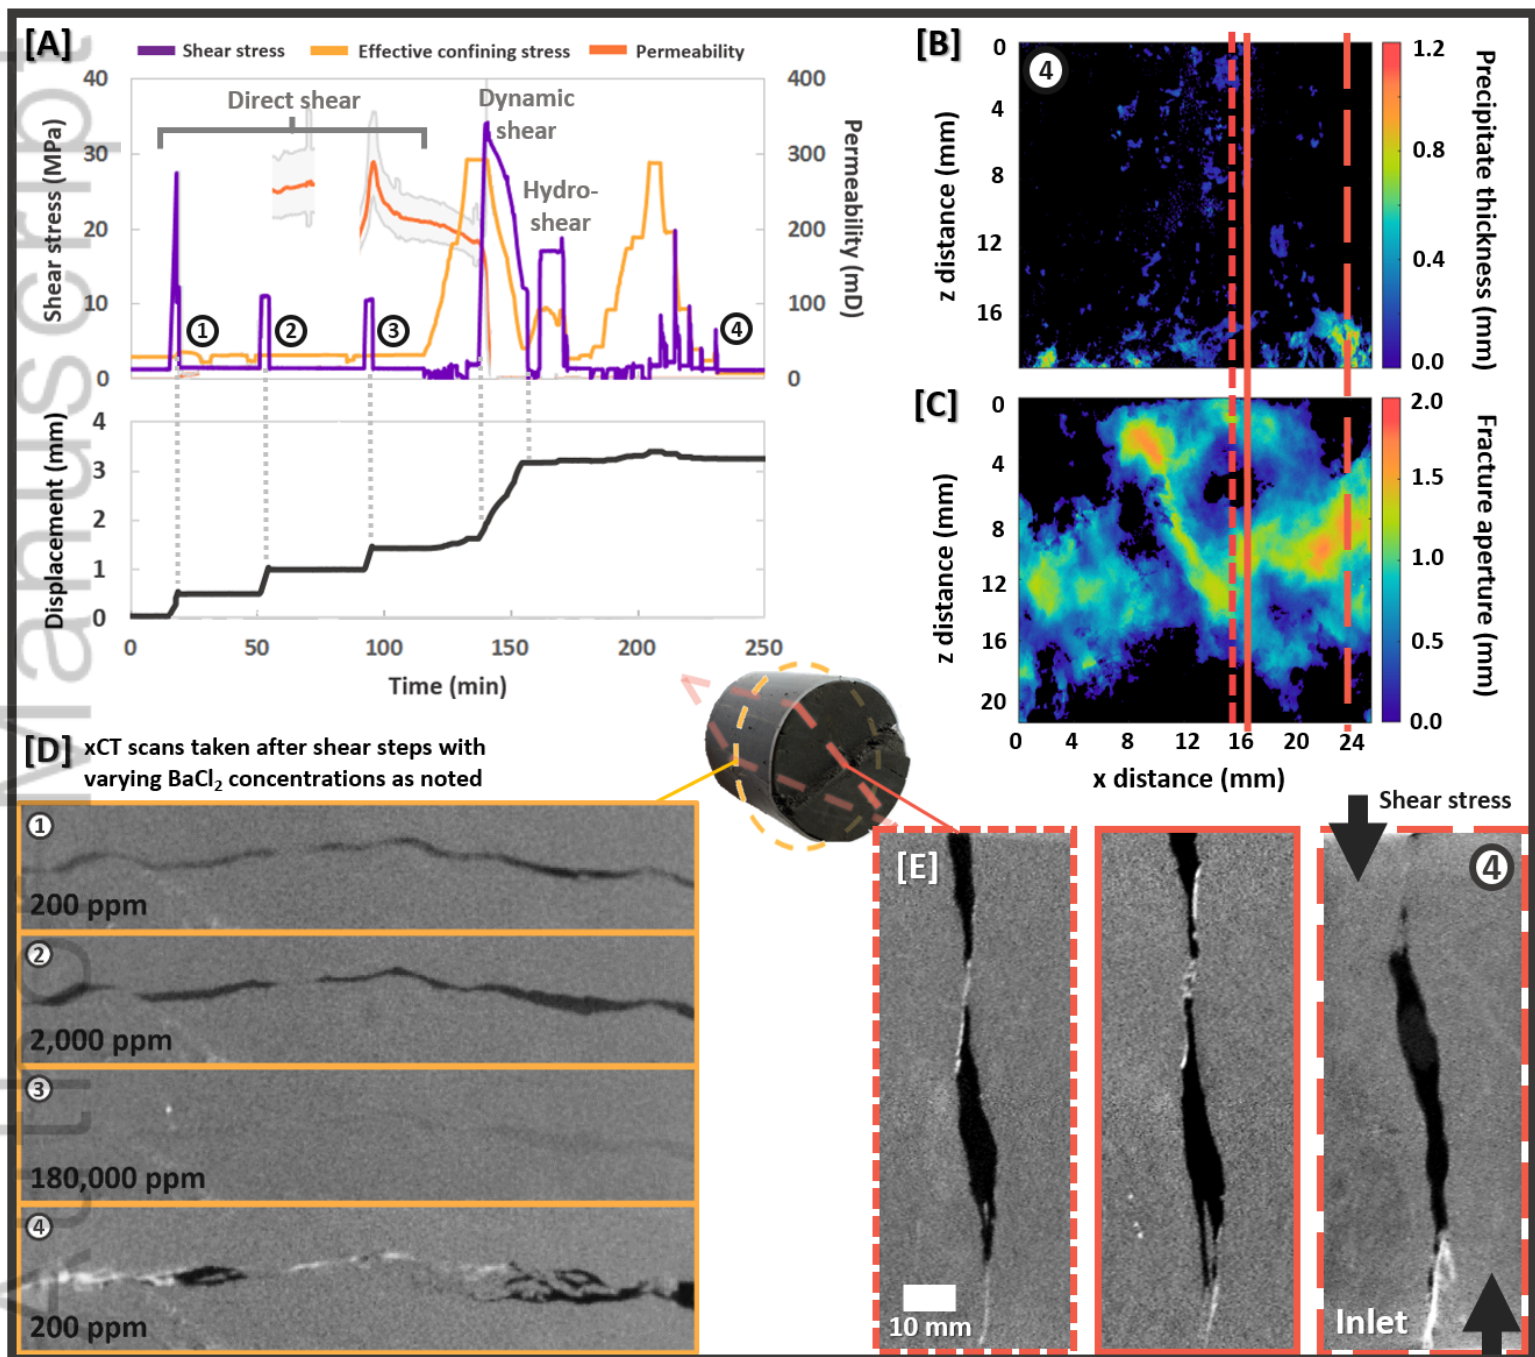 Author Manuscript
[A]
Shear stress
Effective confining stress
Permeability
40
30
20
10
0
Shear stress (MPa)
400
300
200
100
0
Permeability (mD)
Direct shear
Dynamic
shear
Hydro-
shear
1
2
3
4
4
3
2
1
0
Displacement (mm)
0 50 100 150 200 250
Time (min)
[B]
4
0
4
8
12
16
z distance (mm)
1.2
0.8
0.4
0.0
Precipitate thickness (mm)
[C]
0
4
8
12
16
20
z distance (mm)
2.0
1.5
1.0
0.5
0.0
Fracture aperture (mm)
0 4 8 12 16 20 24
x distance (mm)
[D] xCT scans taken after shear steps with
varying BaCl₂ concentrations as noted
1
200 ppm
2
2,000 ppm
3
180,000 ppm
4
200 ppm
Shear stress
[E]
4
10 mm
Inlet